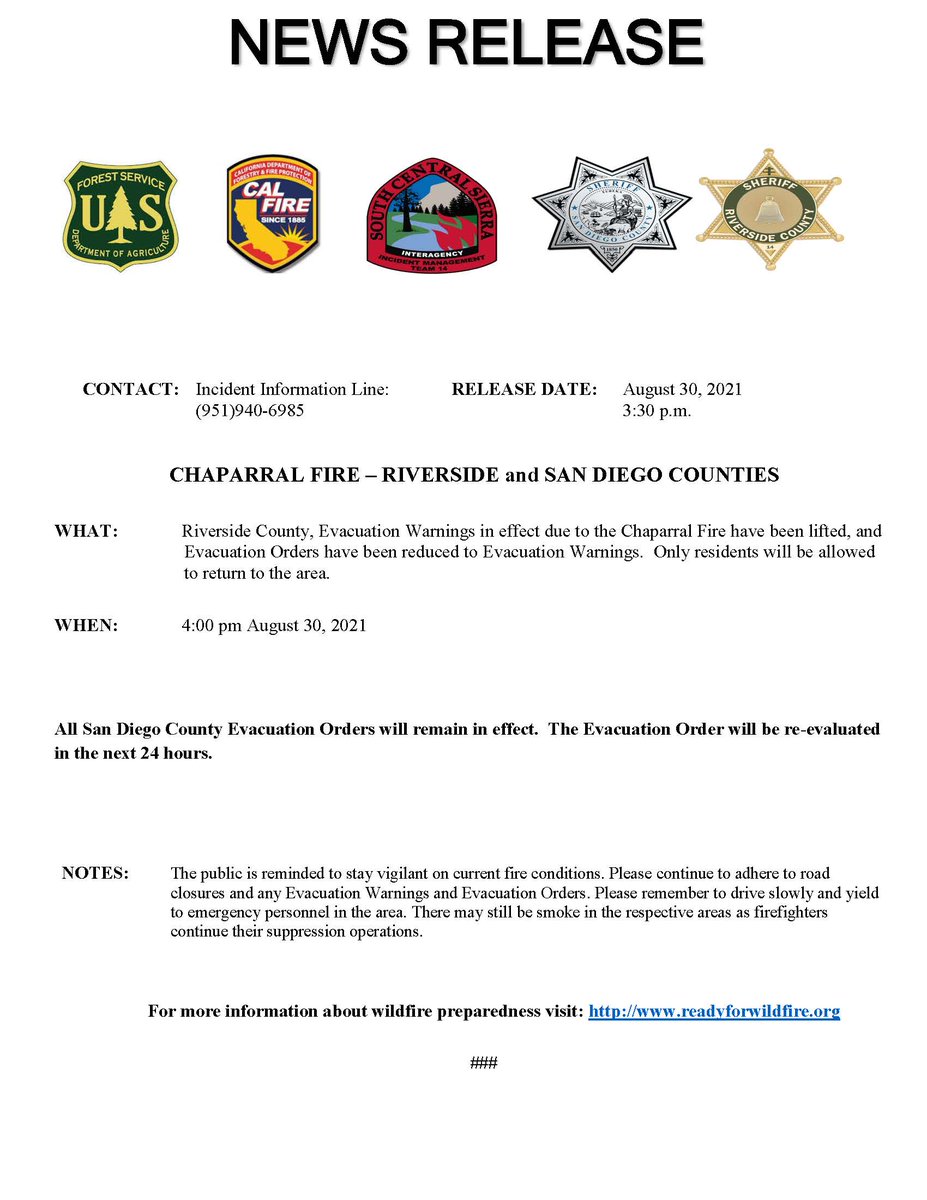 NEWS RELEASE
FOREST SERVICE
U S
DEPARTMENT OF AGRICULTURE
CALIFORNIA DEPARTMENT OF
FORESTRY & FIRE PROTECTION
CAL
FIRE
SINCE 1885
SOUTH CENTRAL SIERRA
INTERAGENCY
INCIDENT MANAGEMENT
TEAM 14
SHERIFF
EUREKA
SAN DIEGO COUNTY
SHERIFF
RIVERSIDE COUNTY
CONTACT: Incident Information Line: RELEASE DATE: August 30, 2021
(951)940-6985 3:30 p.m.
CHAPARRAL FIRE – RIVERSIDE and SAN DIEGO COUNTIES
WHAT: Riverside County, Evacuation Warnings in effect due to the Chaparral Fire have been lifted, and
Evacuation Orders have been reduced to Evacuation Warnings. Only residents will be allowed
to return to the area.
WHEN: 4:00 pm August 30, 2021
All San Diego County Evacuation Orders will remain in effect. The Evacuation Order will be re-evaluated
in the next 24 hours.
NOTES: The public is reminded to stay vigilant on current fire conditions. Please continue to adhere to road
closures and any Evacuation Warnings and Evacuation Orders. Please remember to drive slowly and yield
to emergency personnel in the area. There may still be smoke in the respective areas as firefighters
continue their suppression operations.
For more information about wildfire preparedness visit: http://www.readyforwildfire.org
###